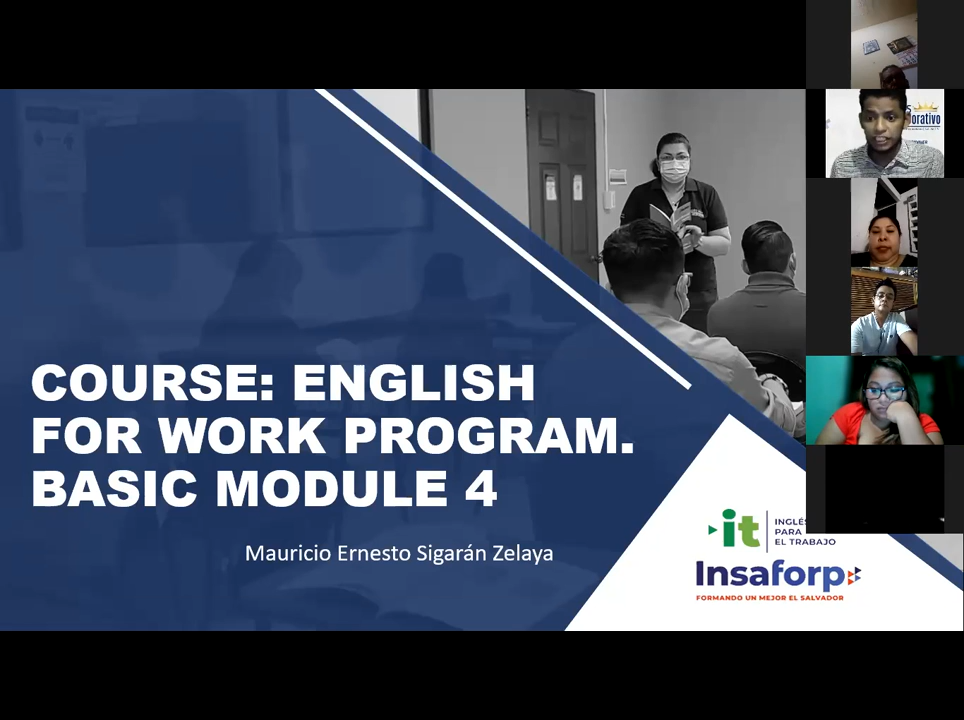 COURSE: ENGLISH
FOR WORK PROGRAM.
BASIC MODULE 4
Mauricio Ernesto Sigarán Zelaya
it
INGLÉS
PARA
EL TRABAJO
Insaforp
FORMANDO UN MEJOR EL SALVADOR
orativo